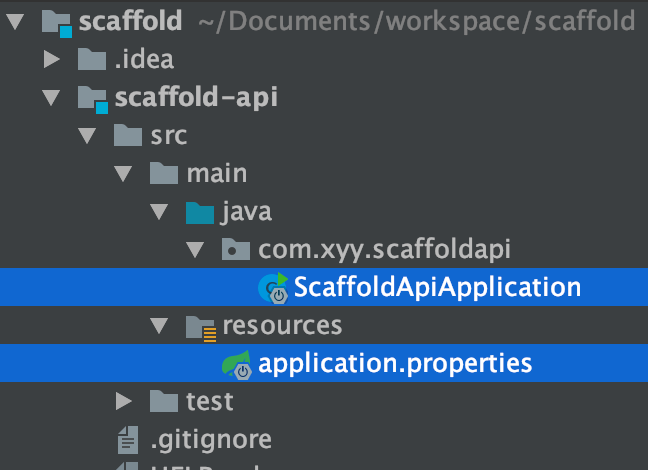 scaffold ~/Documents/workspace/scaffold
.idea
scaffold-api
src
main
java
com.xyy.scaffoldapi
ScaffoldApiApplication
resources
application.properties
test
.gitignore